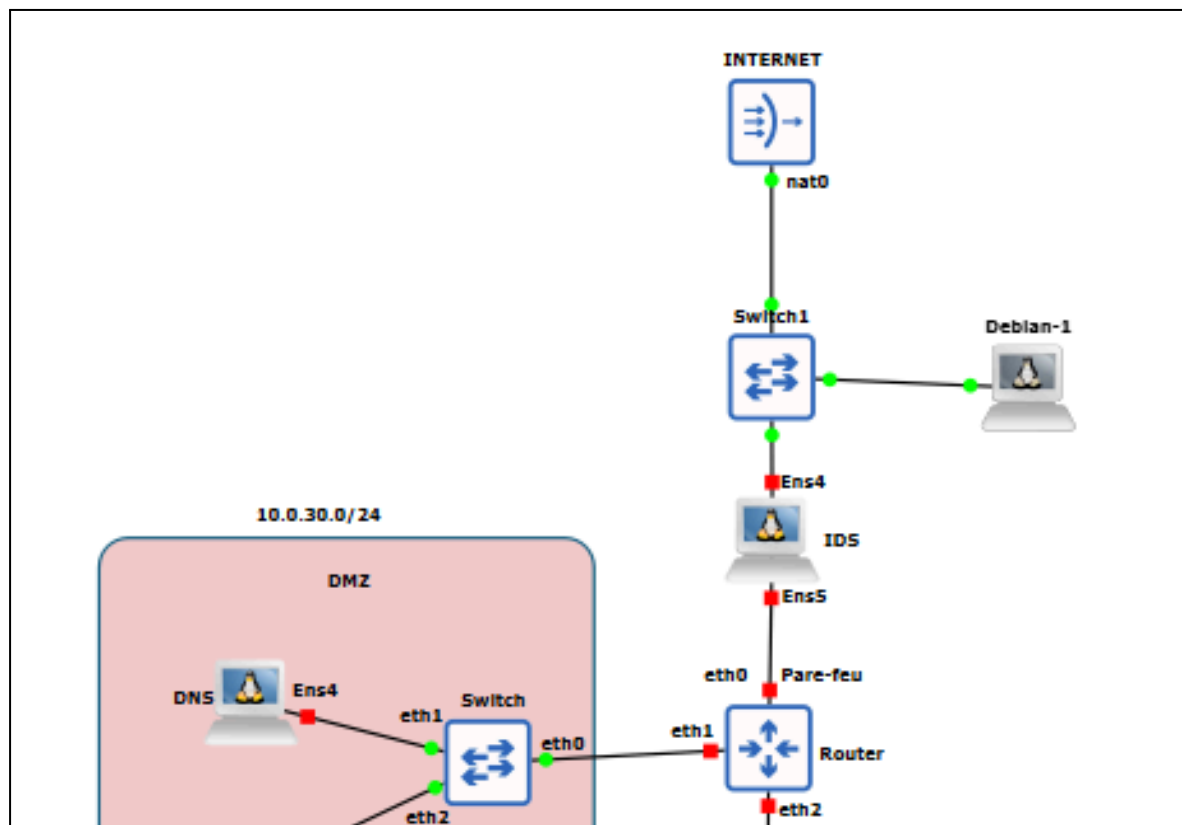 INTERNET
nat0
Switch1
Debian-1
Ens4
10.0.30.0/24
IDS
DMZ
Ens5
eth0
Pare-feu
DNS
Ens4
Switch
eth1
eth0
eth1
Router
eth2
eth2